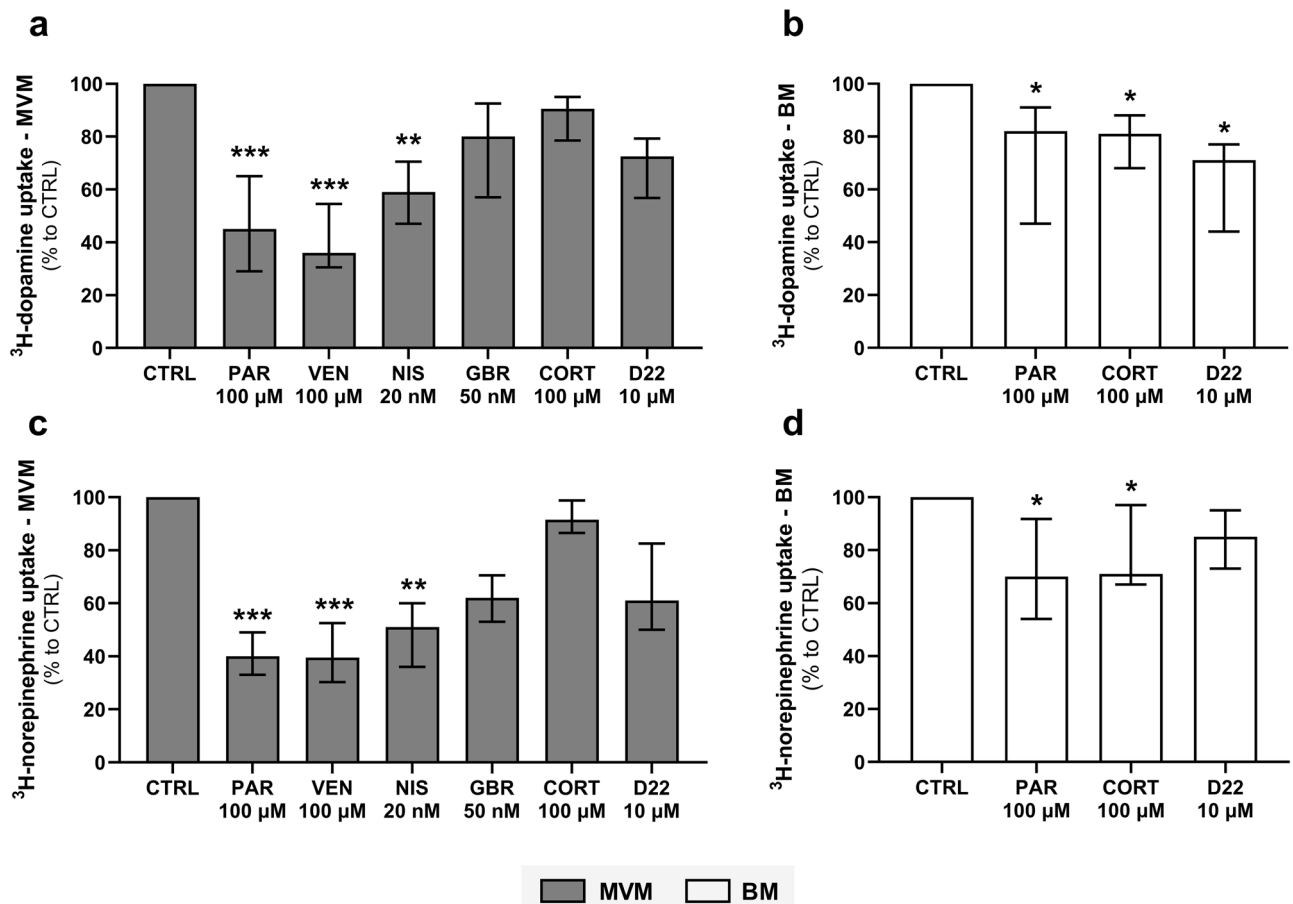 a
³H-dopamine uptake - MVM
(% to CTRL)
100
80
60
40
20
0
***
***
**
CTRL PAR VEN NIS GBR CORT D22
100 µM 100 µM 20 nM 50 nM 100 µM 10 µM
b
³H-dopamine uptake - BM
(% to CTRL)
100
80
60
40
20
0
*
*
*
CTRL PAR CORT D22
100 µM 100 µM 10 µM
c
³H-norepinephrine uptake - MVM
(% to CTRL)
100
80
60
40
20
0
***
***
**
CTRL PAR VEN NIS GBR CORT D22
100 µM 100 µM 20 nM 50 nM 100 µM 10 µM
d
³H-norepinephrine uptake - BM
(% to CTRL)
100
80
60
40
20
0
*
*
CTRL PAR CORT D22
100 µM 100 µM 10 µM
MVM BM